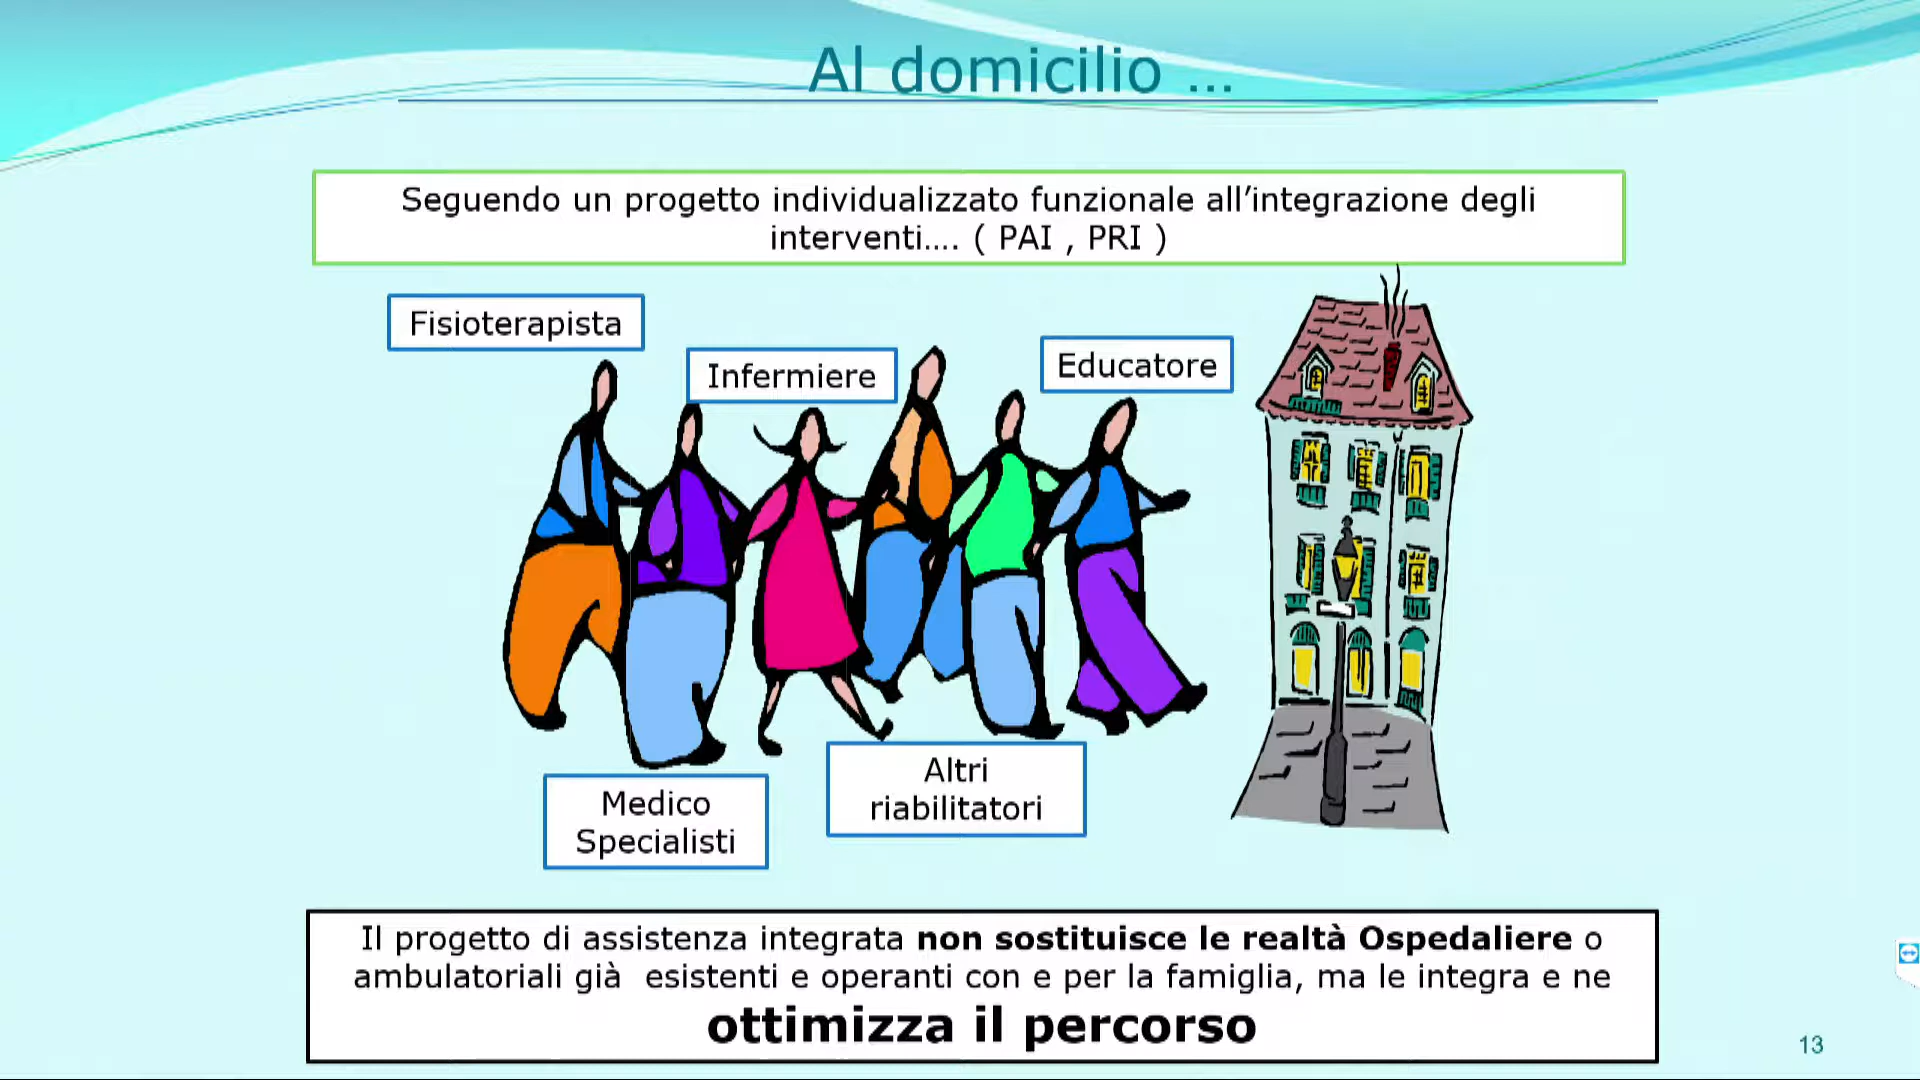 Al domicilio ...
Seguendo un progetto individualizzato funzionale all’integrazione degli
interventi.... ( PAI , PRI )
Fisioterapista
Infermiere
Educatore
Altri
riabilitatori
Medico
Specialisti
Il progetto di assistenza integrata non sostituisce le realtà Ospedaliere o
ambulatoriali già  esistenti e operanti con e per la famiglia, ma le integra e ne
ottimizza il percorso
13